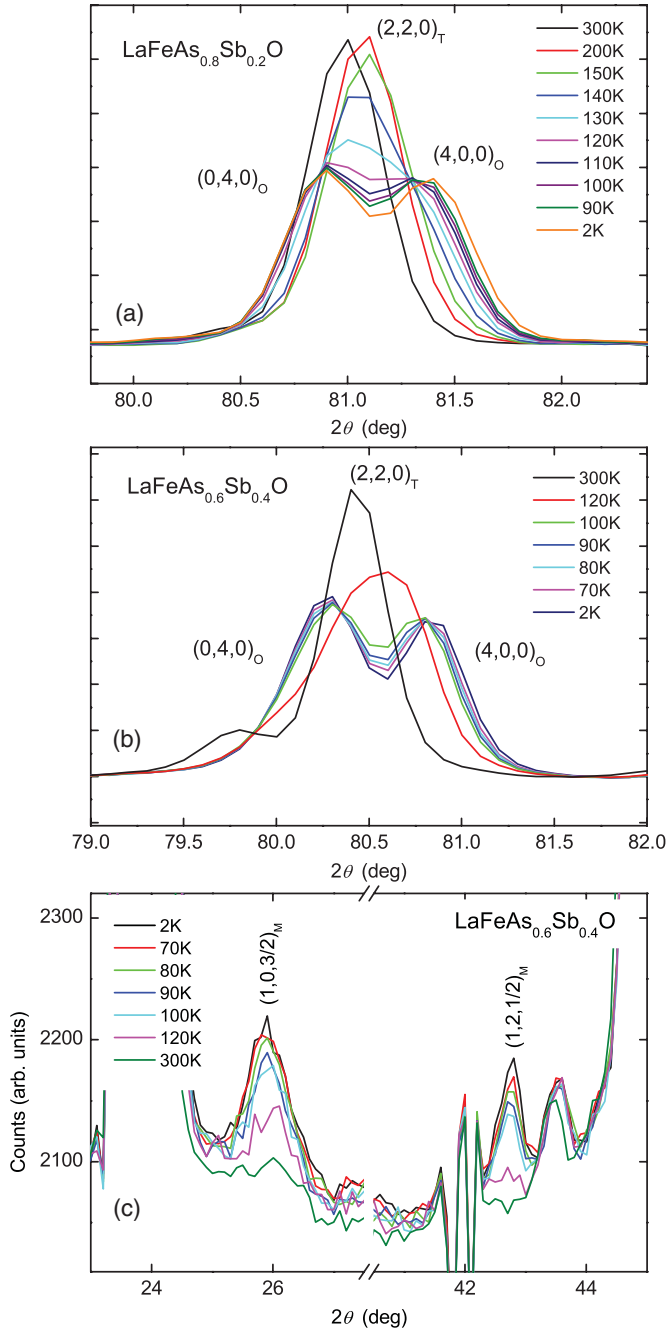 LaFeAs0.8Sb0.2O
(2,2,0)T
(0,4,0)O
(4,0,0)O
300K
200K
150K
140K
130K
120K
110K
100K
90K
2K
(a)
80.0 80.5 81.0 81.5 82.0
2θ (deg)
LaFeAs0.6Sb0.4O
(2,2,0)T
(0,4,0)O
(4,0,0)O
300K
120K
100K
90K
80K
70K
2K
(b)
79.0 79.5 80.0 80.5 81.0 81.5 82.0
2θ (deg)
LaFeAs0.6Sb0.4O
2K
70K
80K
90K
100K
120K
300K
(1,0,3/2)M
(1,2,1/2)M
2300
2200
2100
Counts (arb. units)
(c)
24 26 42 44
2θ (deg)